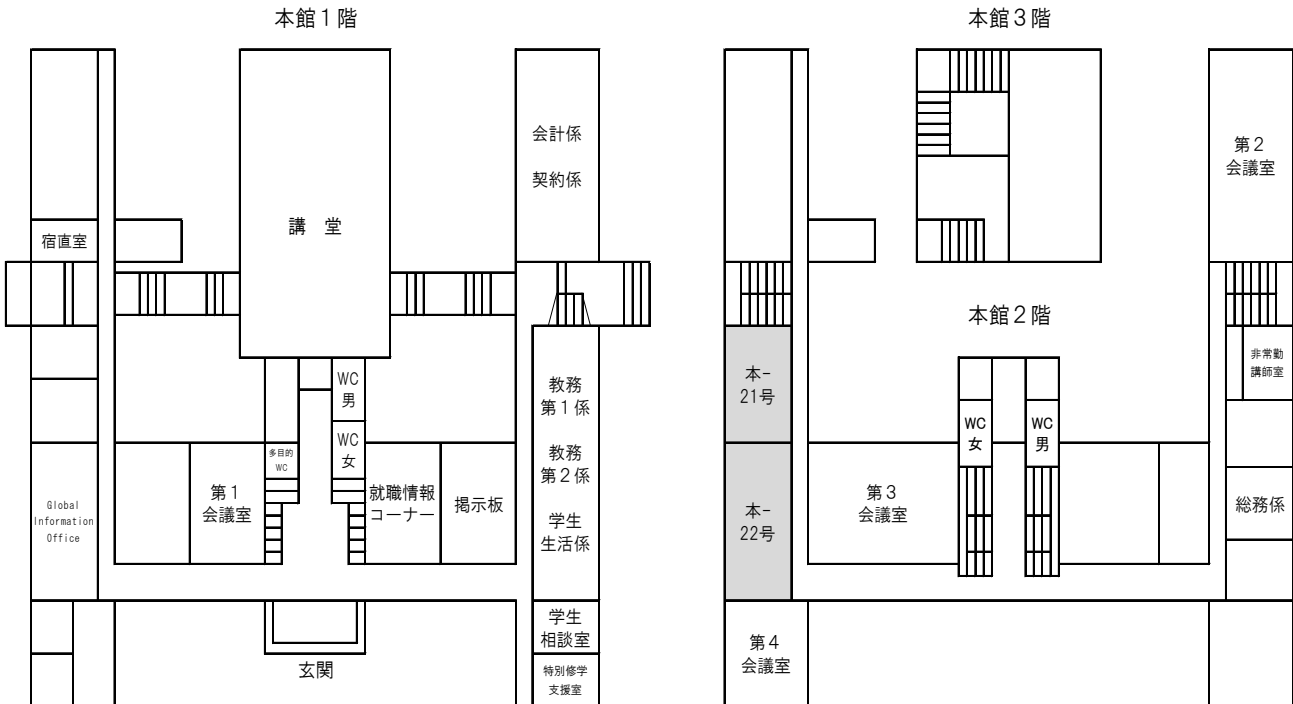 本館１階
会計係
契約係
講　堂
宿直室
WC
男
WC
女
多目的
WC
教務
第１係
教務
第２係
学生
生活係
Global
Information
Office
第１
会議室
就職情報
コーナー
掲示板
学生
相談室
特別修学
支援室
玄関
本館３階
第２
会議室
本館２階
非常勤
講師室
本-
21号
WC
女
WC
男
本-
22号
第３
会議室
総務係
第４
会議室